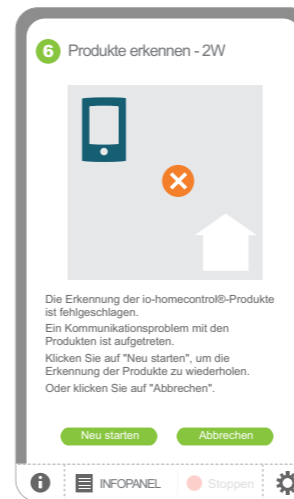 6 Produkte erkennen - 2W
Die Erkennung der io-homecontrol®-Produkte
ist fehlgeschlagen.
Ein Kommunikationsproblem mit den
Produkten ist aufgetreten.
Klicken Sie auf "Neu starten", um die
Erkennung der Produkte zu wiederholen.
Oder klicken Sie auf "Abbrechen".
Neu starten Abbrechen
INFOPANEL Stoppen